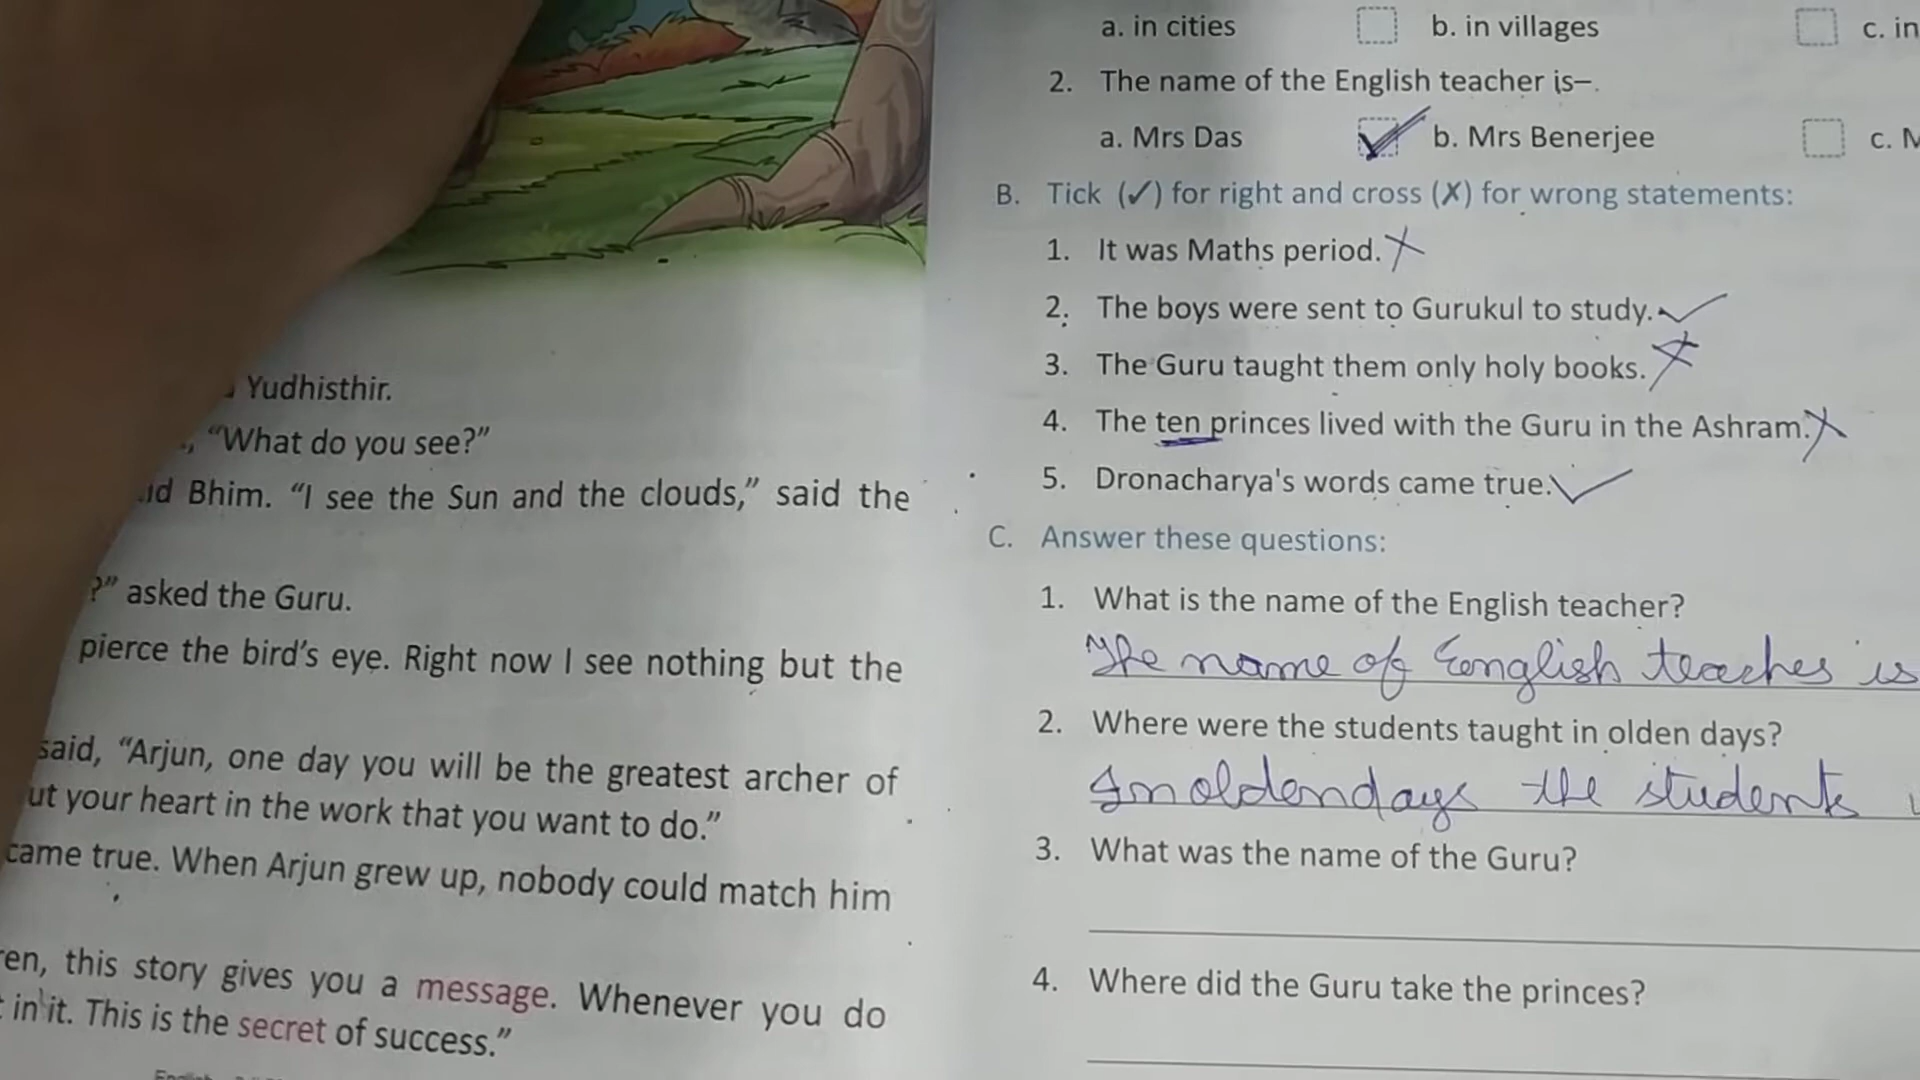 Yudhisthir.
"What do you see?"
Bhim. "I see the Sun and the clouds," said the
asked the Guru.
pierce the bird's eye. Right now I see nothing but the
said, "Arjun, one day you will be the greatest archer of
your heart in the work that you want to do."
came true. When Arjun grew up, nobody could match him
this story gives you a message. Whenever you do
in it. This is the secret of success."
a. in cities b. in villages c. in
2. The name of the English teacher is–
a. Mrs Das ✓ b. Mrs Benerjee c.
B. Tick (✓) for right and cross (✗) for wrong statements:
1. It was Maths period. ✗
2. The boys were sent to Gurukul to study. ✓
3. The Guru taught them only holy books. ✗
4. The ten princes lived with the Guru in the Ashram. ✗
5. Dronacharya's words came true. ✓
C. Answer these questions:
1. What is the name of the English teacher?
The name of English teacher is
2. Where were the students taught in olden days?
In olden days the students
3. What was the name of the Guru?
4. Where did the Guru take the princes?